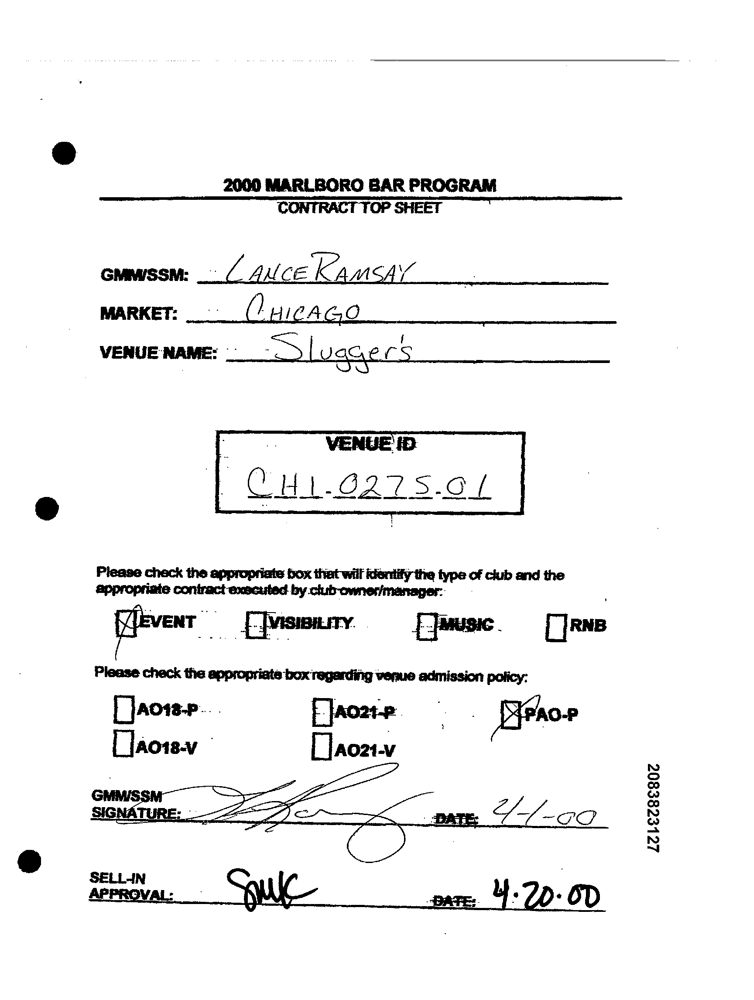 2000 MARLBORO BAR PROGRAM
CONTRACT TOP SHEET
GMM/SSM: LANCE RAMSAY
MARKET: CHICAGO
VENUE NAME: Slugger's
VENUE ID
CHI-0275-01
Please check the appropriate box that will identify the type of club and the
appropriate contract executed by club owner/manager:
EVENT VISIBILITY MUSIC RNB
Please check the appropriate box regarding venue admission policy:
AO18-P AO21-P PAO-P
AO18-V AO21-V
GMM/SSM
SIGNATURE: DATE: 4-1-00
SELL-IN
APPROVAL: SMC DATE: 4.20.00
2083823127